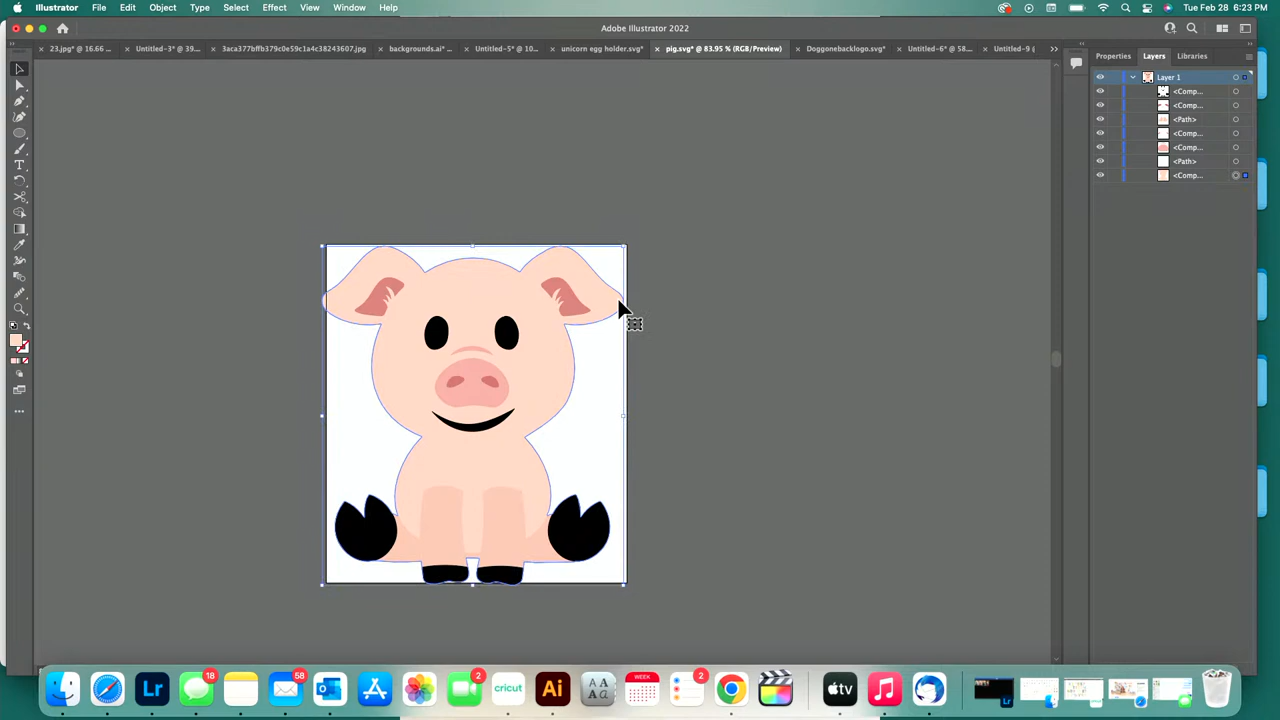 Illustrator File Edit Object Type Select Effect View Window Help Tue Feb 28 6:23 PM
Adobe Illustrator 2022
× 23.jpg* @ 16.66 ... × Untitled-3* @ 39... × 3aca377bffb379c0e59c1a4c38243607.jpg × backgrounds.ai* ... × Untitled-5* @ 10... × unicorn egg holder.svg* × pig.svg* @ 83.95 % (RGB/Preview) × Doggonebacklogo.svg* × Untitled-6* @ 58... × Untitled-9 (
Properties Layers Libraries
Layer 1
<Comp...
<Comp...
<Path>
<Comp...
<Comp...
<Path>
<Comp...
Lr 18 58 2 cricut Ai WEEK 2 tv